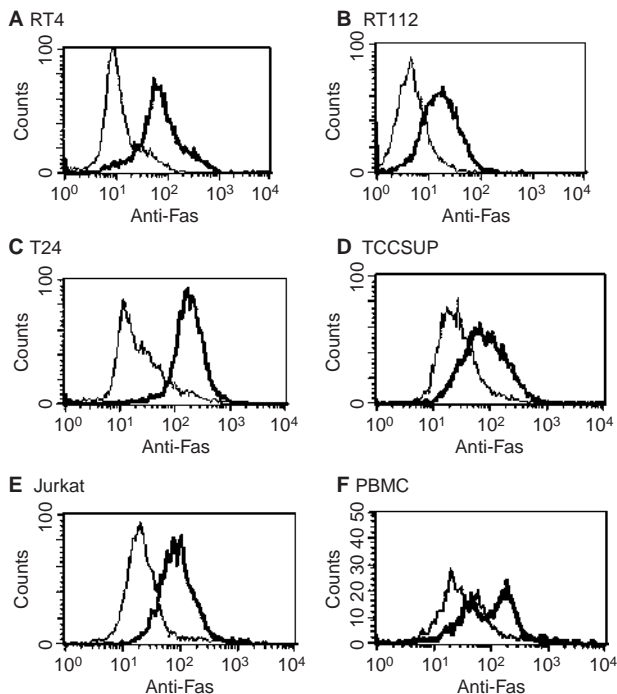 A RT4
100
Counts
0
10⁰ 10¹ 10² 10³ 10⁴
Anti-Fas
B RT112
100
Counts
0
10⁰ 10¹ 10² 10³ 10⁴
Anti-Fas
C T24
100
Counts
0
10⁰ 10¹ 10² 10³ 10⁴
Anti-Fas
D TCCSUP
100
Counts
0
10⁰ 10¹ 10² 10³ 10⁴
Anti-Fas
E Jurkat
100
Counts
0
10⁰ 10¹ 10² 10³ 10⁴
Anti-Fas
F PBMC
50
40
30
20
10
0
Counts
10⁰ 10¹ 10² 10³ 10⁴
Anti-Fas